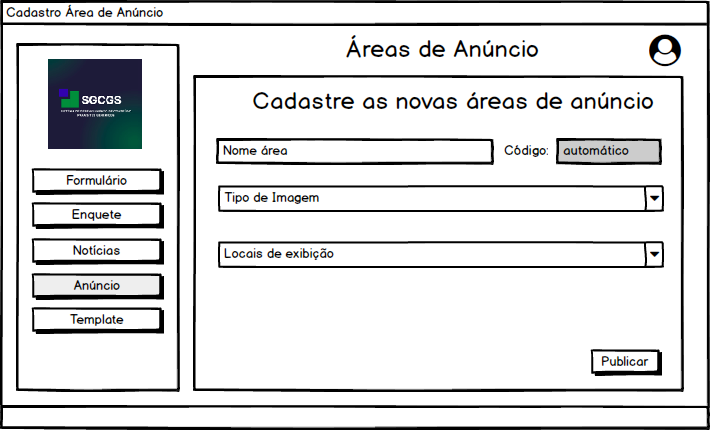 Cadastro Área de Anúncio
Áreas de Anúncio
SGCGS
Cadastre as novas áreas de anúncio
Nome área
Código:
automático
Formulário
Tipo de Imagem
Enquete
Notícias
Locais de exibição
Anúncio
Template
Publicar